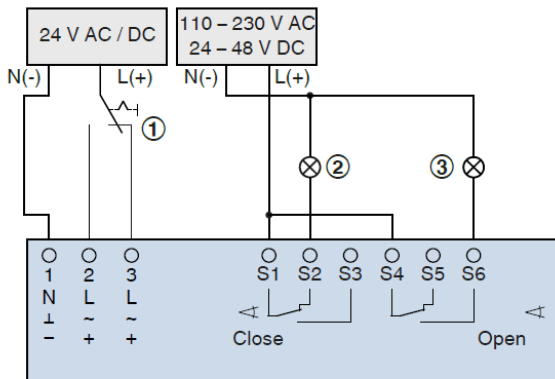 24 V AC / DC
110 – 230 V AC
24 – 48 V DC
N(-) L(+) N(-) L(+)
①
② ③
1 2 3 S1 S2 S3 S4 S5 S6
N L L
⊥ ~ ~
– + +
Close Open